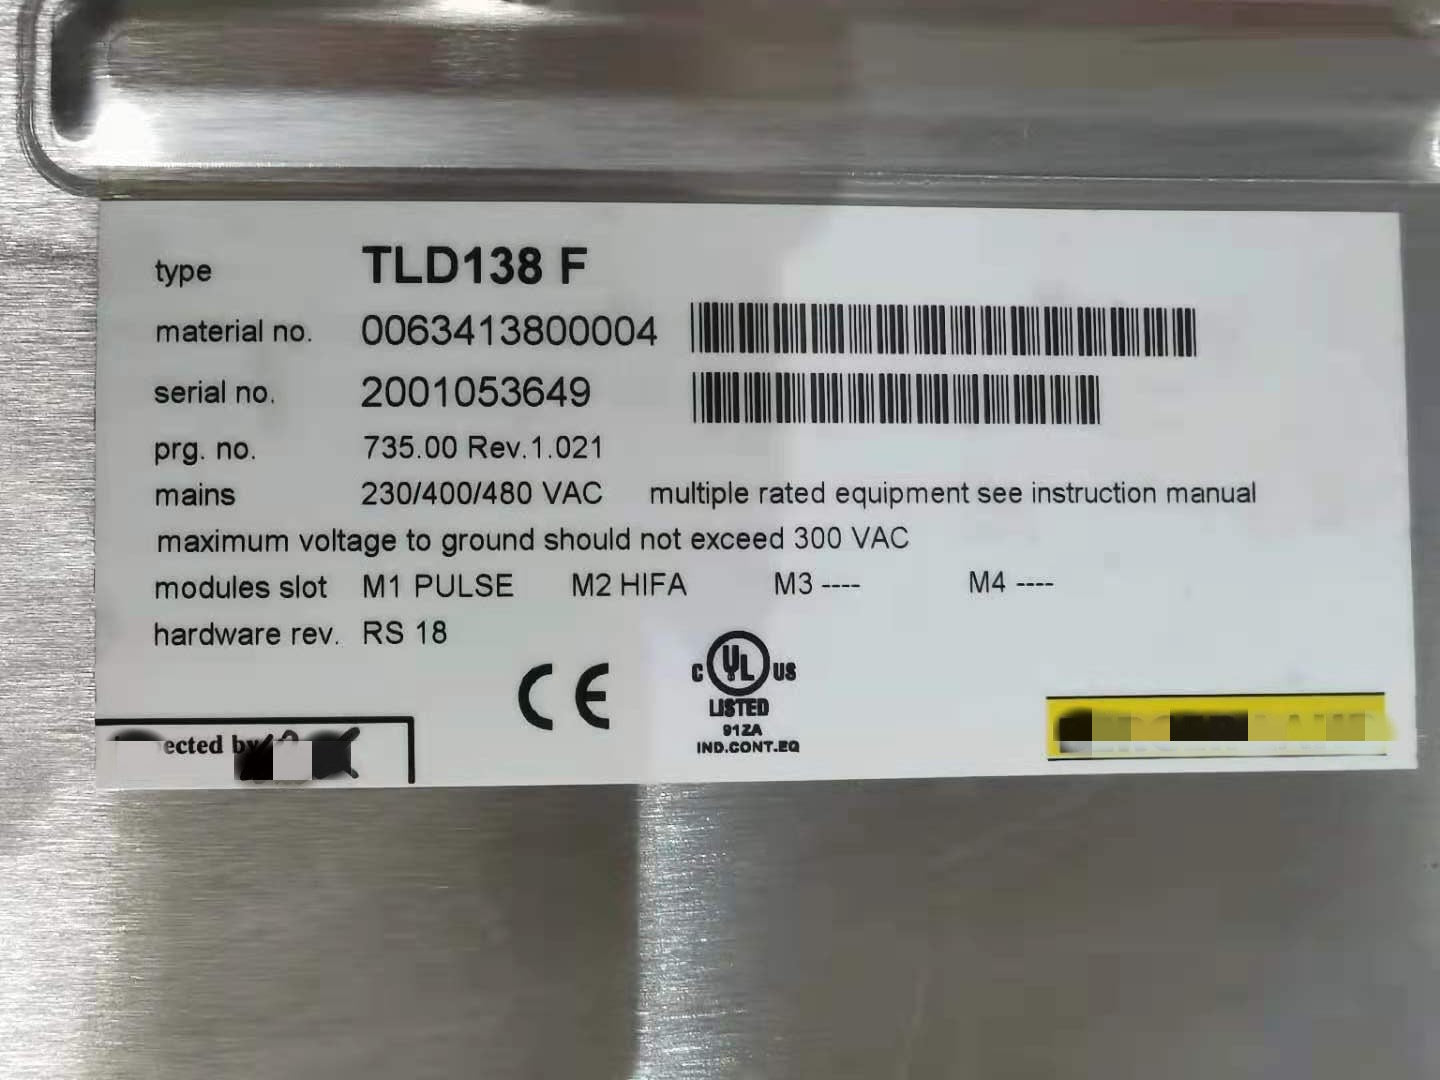 type TLD138 F
material no. 0063413800004
serial no. 2001053649
prg. no. 735.00 Rev.1.021
mains 230/400/480 VAC multiple rated equipment see instruction manual
maximum voltage to ground should not exceed 300 VAC
modules slot M1 PULSE M2 HIFA M3 ---- M4 ----
hardware rev. RS 18
CE
C UL US
LISTED
91ZA
IND.CONT.EQ
by